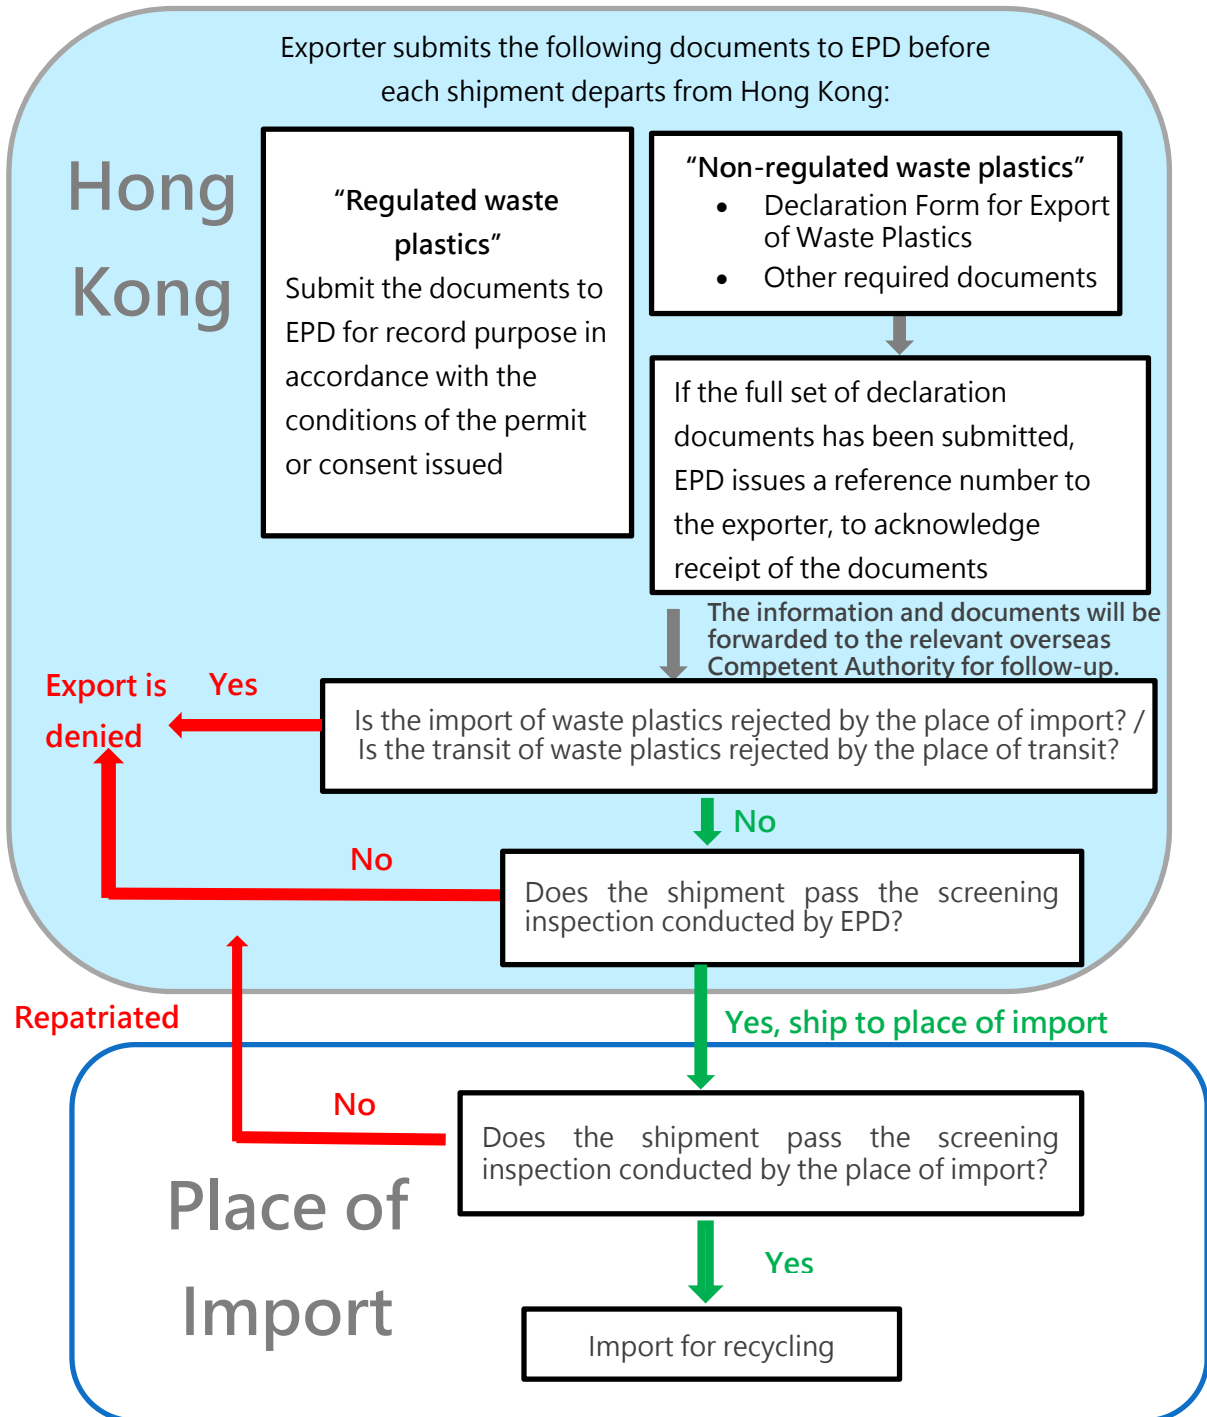 Exporter submits the following documents to EPD before
each shipment departs from Hong Kong:
Hong
Kong
“Regulated waste
plastics”
Submit the documents to
EPD for record purpose in
accordance with the
conditions of the permit
or consent issued
“Non-regulated waste plastics”
• Declaration Form for Export
of Waste Plastics
• Other required documents
If the full set of declaration
documents has been submitted,
EPD issues a reference number to
the exporter, to acknowledge
receipt of the documents
The information and documents will be
forwarded to the relevant overseas
Competent Authority for follow-up.
Export is
denied
Yes
Is the import of waste plastics rejected by the place of import? /
Is the transit of waste plastics rejected by the place of transit?
No
No
Does the shipment pass the screening
inspection conducted by EPD?
Repatriated
Yes, ship to place of import
No
Does the shipment pass the screening
inspection conducted by the place of import?
Place of
Import
Yes
Import for recycling